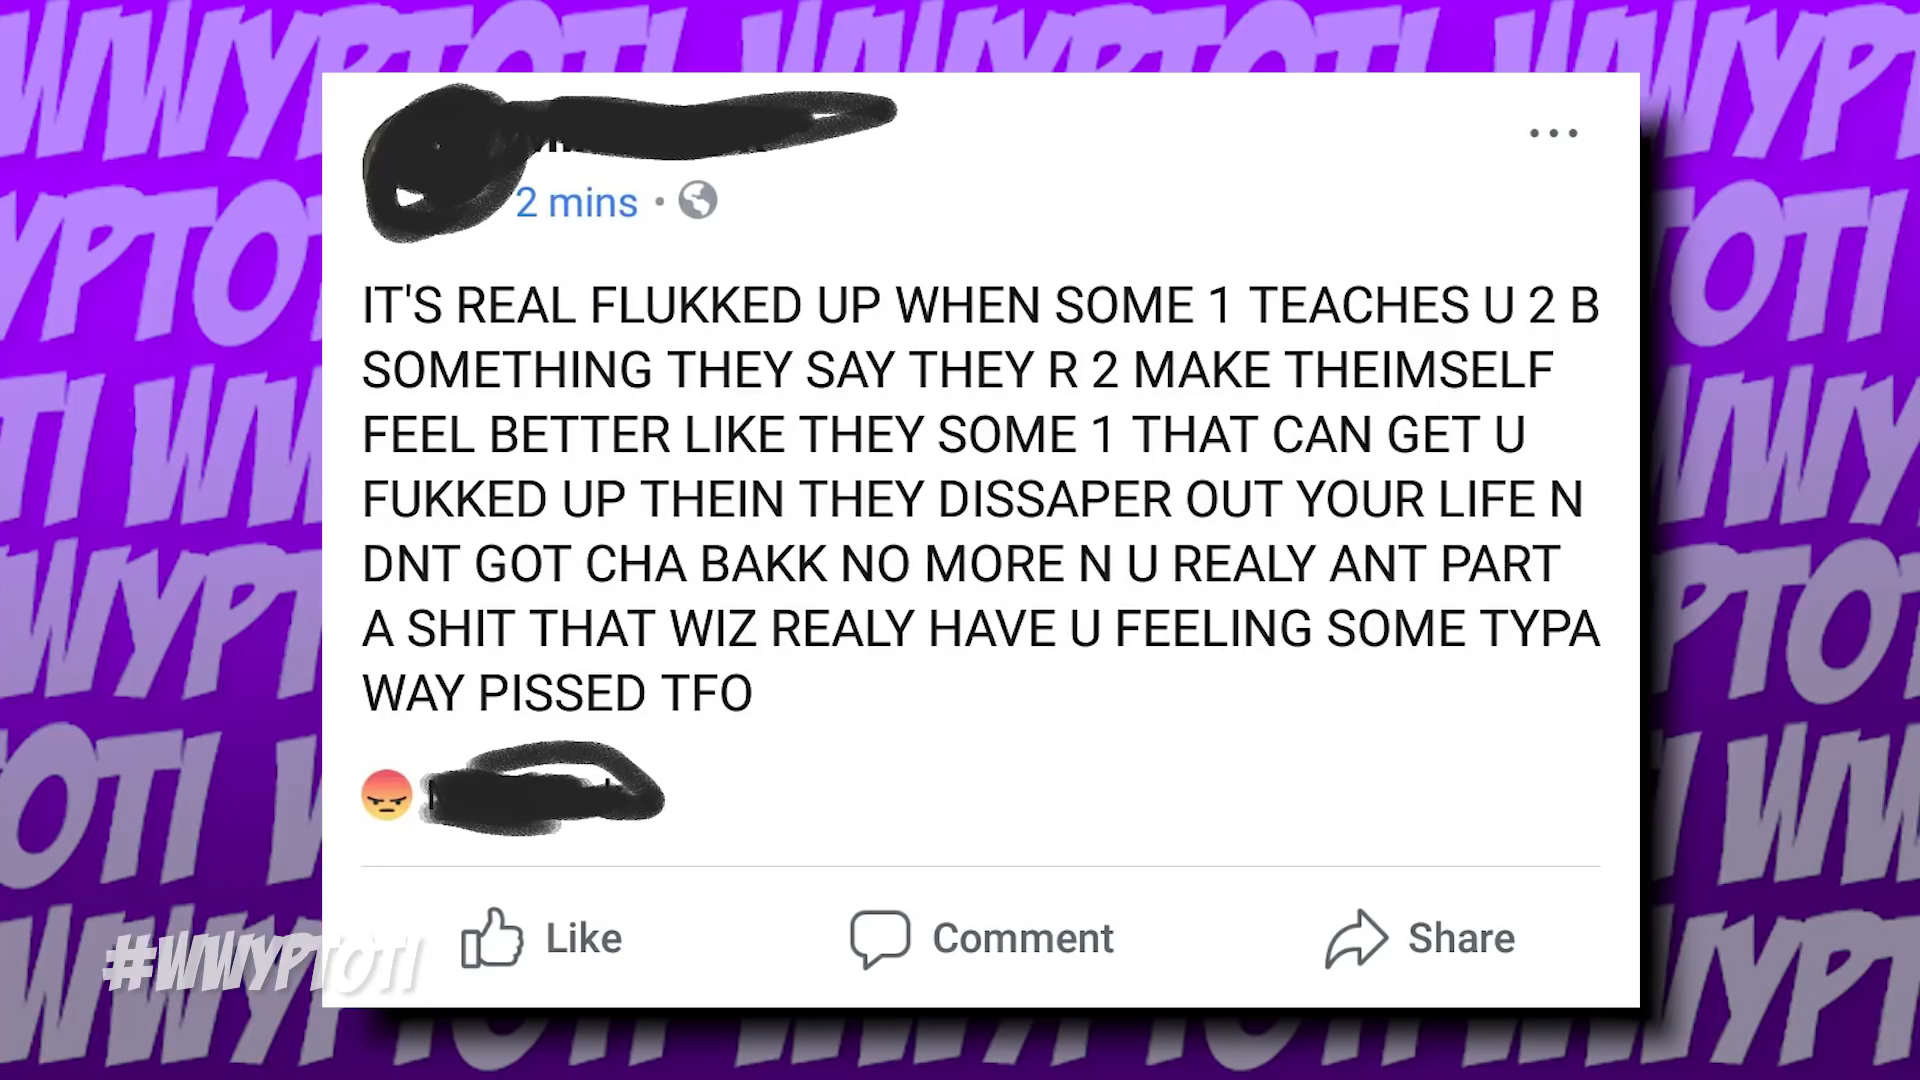 2 mins
IT'S REAL FLUKKED UP WHEN SOME 1 TEACHES U 2 B
SOMETHING THEY SAY THEY R 2 MAKE THEIMSELF
FEEL BETTER LIKE THEY SOME 1 THAT CAN GET U
FUKKED UP THEIN THEY DISSAPER OUT YOUR LIFE N
DNT GOT CHA BAKK NO MORE N U REALY ANT PART
A SHIT THAT WIZ REALY HAVE U FEELING SOME TYPA
WAY PISSED TFO
Like Comment Share
#WWYPTOTI